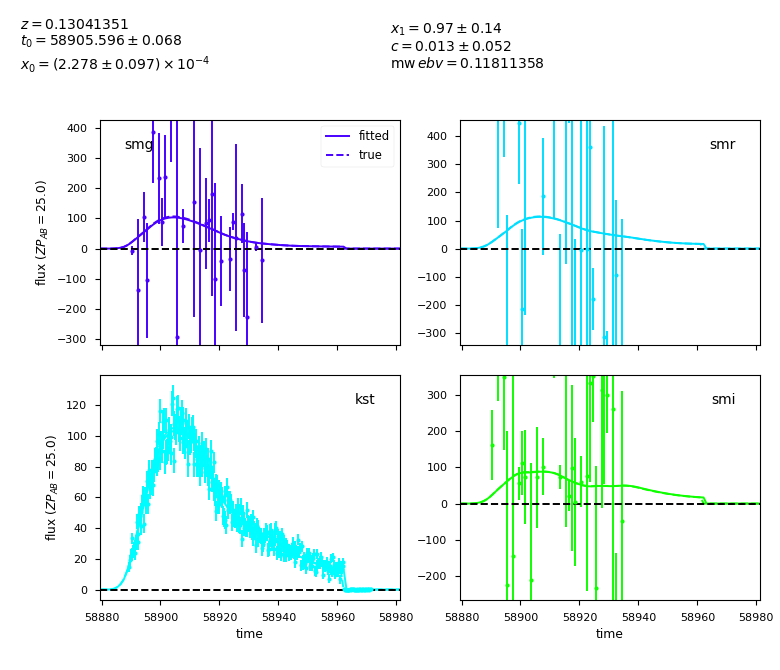 z = 0.13041351
t₀ = 58905.596 ± 0.068
x₀ = (2.278 ± 0.097) × 10⁻⁴
x₁ = 0.97 ± 0.14
c = 0.013 ± 0.052
mw ebv = 0.11811358
smg
fitted
true
400
300
200
100
0
−100
−200
−300
flux (ZP_AB = 25.0)
smr
400
300
200
100
0
−100
−200
−300
kst
120
100
80
60
40
20
0
flux (ZP_AB = 25.0)
58880 58900 58920 58940 58960 58980
time
smi
300
200
100
0
−100
−200
58880 58900 58920 58940 58960 58980
time